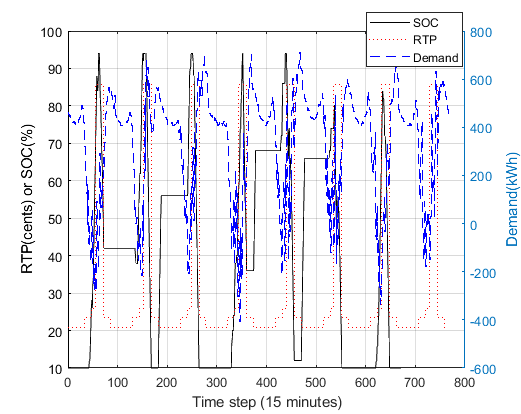 SOC
RTP
Demand
100
90
80
70
60
50
40
30
20
10
RTP(cents) or SOC(%)
800
600
400
200
0
-200
-400
-600
Demand(kWh)
0 100 200 300 400 500 600 700 800
Time step (15 minutes)